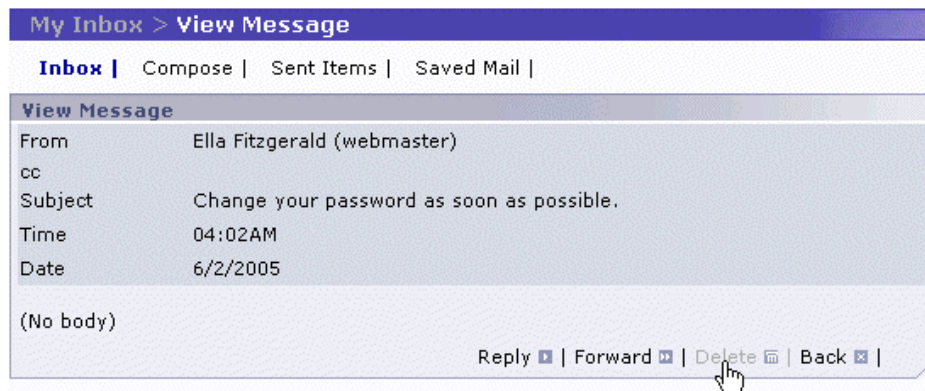 My Inbox > View Message
Inbox | Compose | Sent Items | Saved Mail |
View Message
From Ella Fitzgerald (webmaster)
cc
Subject Change your password as soon as possible.
Time 04:02AM
Date 6/2/2005
(No body)
Reply | Forward | Delete | Back |